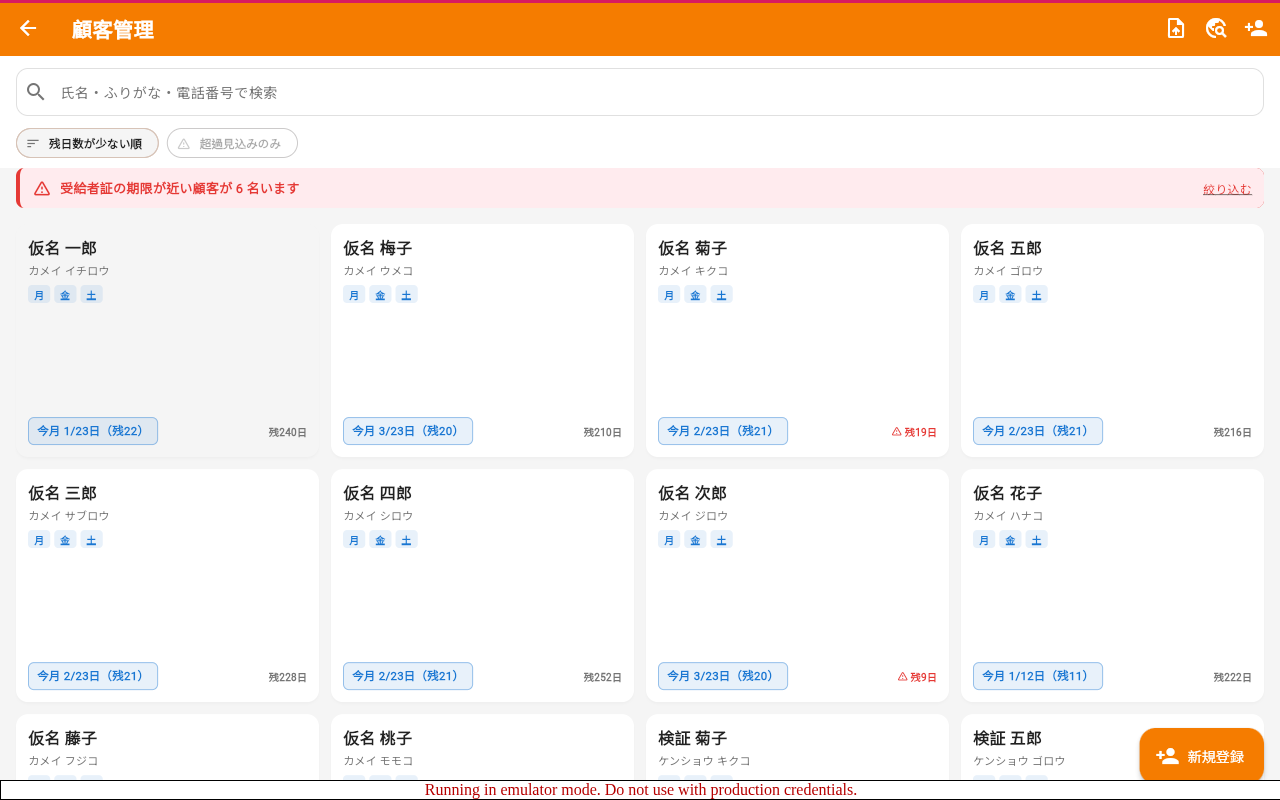 顧客管理
氏名・ふりがな・電話番号で検索
残日数が少ない順
超過見込みのみ
受給者証の期限が近い顧客が 6 名います
絞り込む
仮名 一郎
カメイ イチロウ
月 金 土
今月 1/23日（残22）
残240日
仮名 梅子
カメイ ウメコ
月 金 土
今月 3/23日（残20）
残210日
仮名 菊子
カメイ キクコ
月 金 土
今月 2/23日（残21）
残19日
仮名 五郎
カメイ ゴロウ
月 金 土
今月 2/23日（残21）
残216日
仮名 三郎
カメイ サブロウ
月 金 土
今月 2/23日（残21）
残228日
仮名 四郎
カメイ シロウ
月 金 土
今月 2/23日（残21）
残252日
仮名 次郎
カメイ ジロウ
月 金 土
今月 3/23日（残20）
残9日
仮名 花子
カメイ ハナコ
月 金 土
今月 1/12日（残11）
残222日
仮名 藤子
カメイ フジコ
仮名 桃子
カメイ モモコ
検証 菊子
ケンショウ キクコ
検証 五郎
ケンショウ ゴロウ
新規登録
Running in emulator mode. Do not use with production credentials.